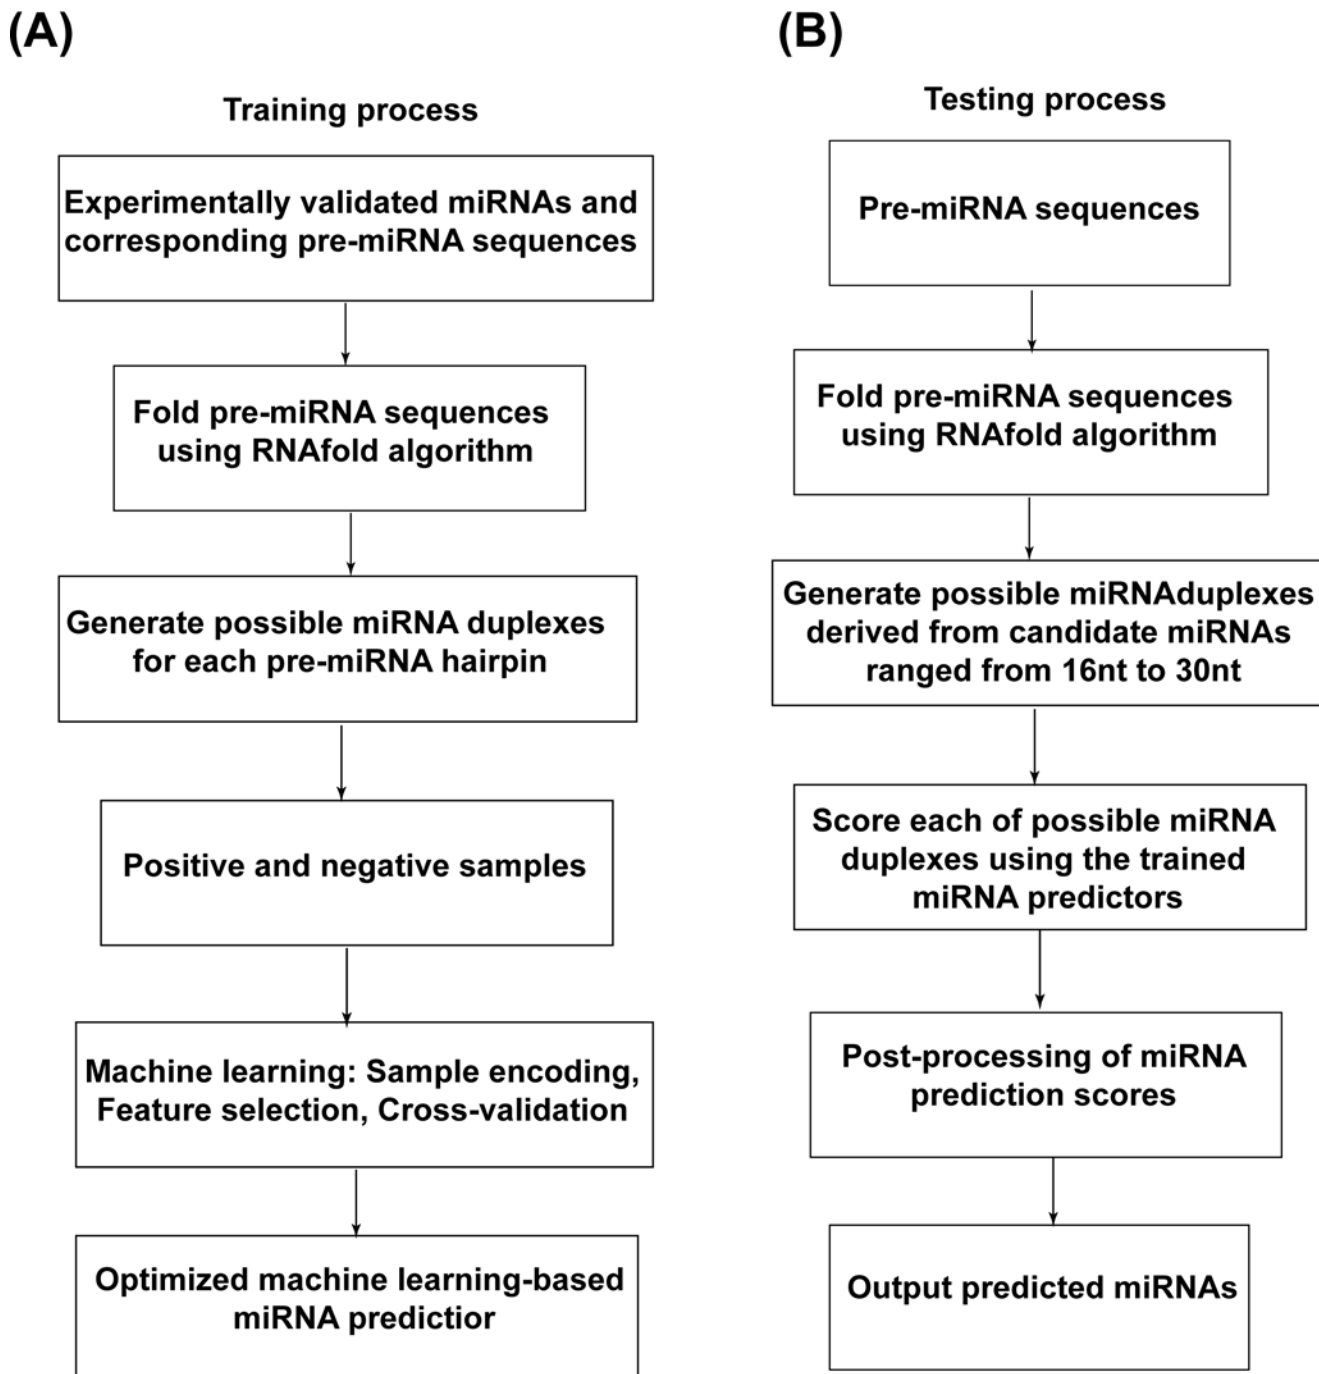 (A)
Training process
Experimentally validated miRNAs and
corresponding pre-miRNA sequences
Fold pre-miRNA sequences
using RNAfold algorithm
Generate possible miRNA duplexes
for each pre-miRNA hairpin
Positive and negative samples
Machine learning: Sample encoding,
Feature selection, Cross-validation
Optimized machine learning-based
miRNA predictior
(B)
Testing process
Pre-miRNA sequences
Fold pre-miRNA sequences
using RNAfold algorithm
Generate possible miRNAduplexes
derived from candidate miRNAs
ranged from 16nt to 30nt
Score each of possible miRNA
duplexes using the trained
miRNA predictors
Post-processing of miRNA
prediction scores
Output predicted miRNAs